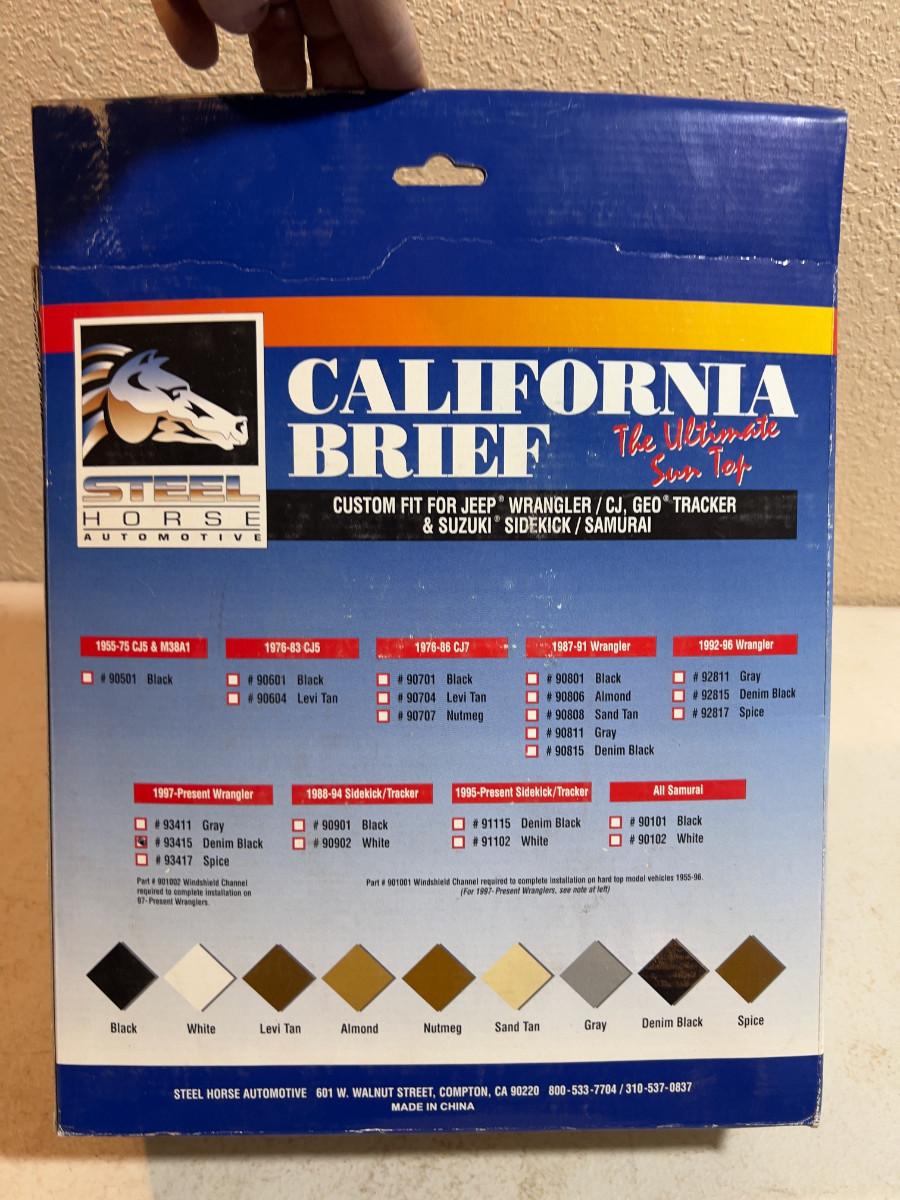 CALIFORNIA
BRIEF
The Ultimate
Sun Top
STEEL
HORSE
AUTOMOTIVE
CUSTOM FIT FOR JEEP® WRANGLER / CJ, GEO® TRACKER
& SUZUKI® SIDEKICK / SAMURAI
1955-75 CJ5 & M38A1
# 90501 Black
1976-83 CJ5
# 90601 Black
# 90604 Levi Tan
1976-86 CJ7
# 90701 Black
# 90704 Levi Tan
# 90707 Nutmeg
1987-91 Wrangler
# 90801 Black
# 90806 Almond
# 90808 Sand Tan
# 90811 Gray
# 90815 Denim Black
1992-96 Wrangler
# 92811 Gray
# 92815 Denim Black
# 92817 Spice
1997-Present Wrangler
# 93411 Gray
# 93415 Denim Black
# 93417 Spice
Part # 901002 Windshield Channel
required to complete installation on
97- Present Wranglers.
1988-94 Sidekick/Tracker
# 90901 Black
# 90902 White
1995-Present Sidekick/Tracker
# 91115 Denim Black
# 91102 White
All Samurai
# 90101 Black
# 90102 White
Part # 901001 Windshield Channel required to complete installation on hard top model vehicles 1955-96.
(For 1997- Present Wranglers, see note at left)
Black White Levi Tan Almond Nutmeg Sand Tan Gray Denim Black Spice
STEEL HORSE AUTOMOTIVE 601 W. WALNUT STREET, COMPTON, CA 90220 800-533-7704 / 310-537-0837
MADE IN CHINA